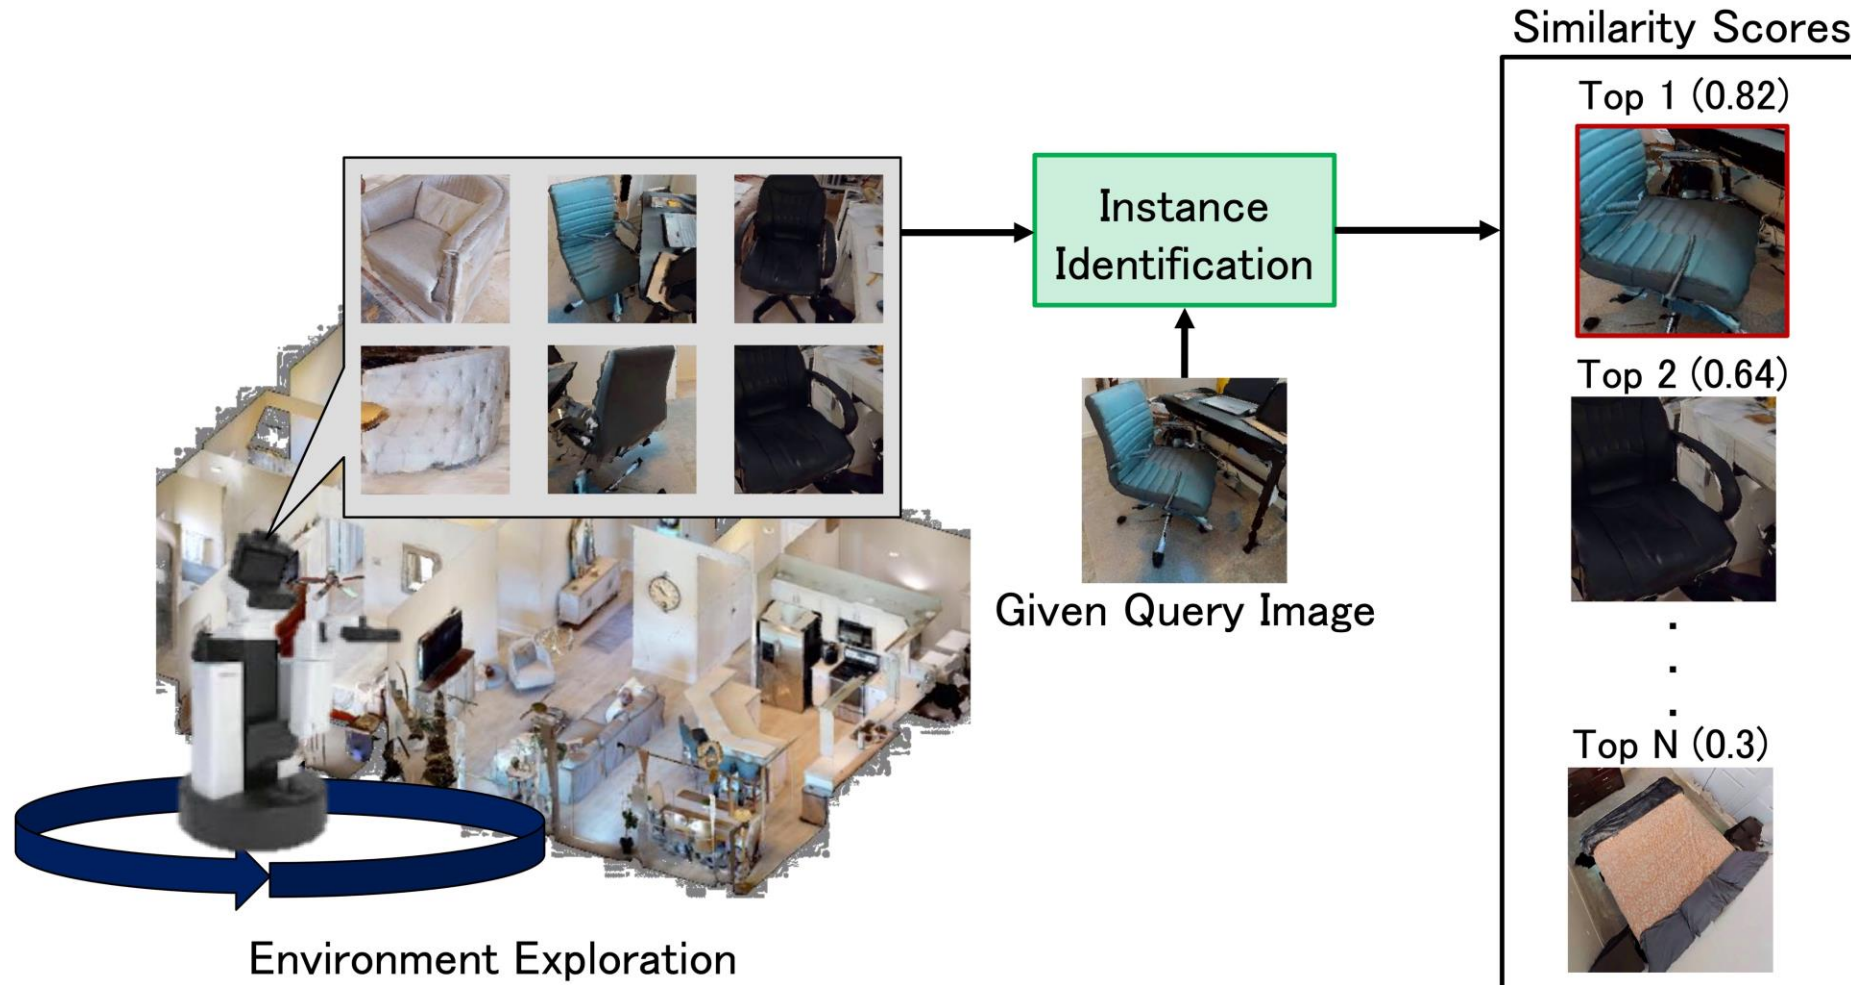 Similarity Scores
Top 1 (0.82)
Instance
Identification
Top 2 (0.64)
Given Query Image
.
.
.
Top N (0.3)
Environment Exploration